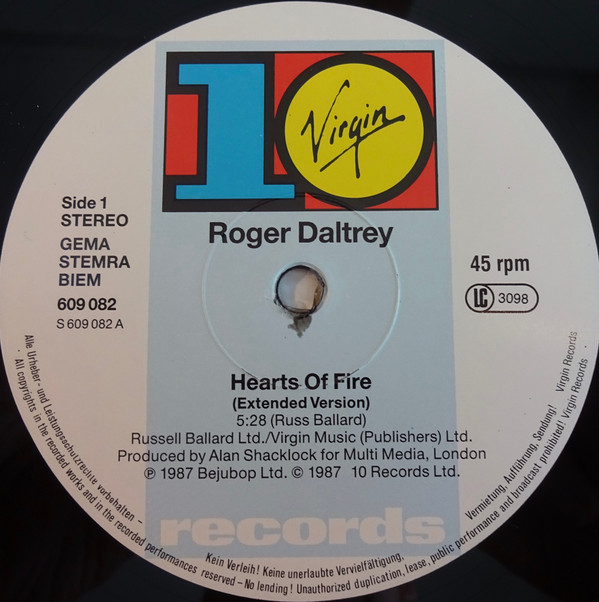 10
Virgin
Side 1
STEREO
GEMA
STEMRA
BIEM
609 082
S 609 082 A
Roger Daltrey
45 rpm
LC 3098
Hearts Of Fire
(Extended Version)
5:28 (Russ Ballard)
Russell Ballard Ltd./Virgin Music (Publishers) Ltd.
Produced by Alan Shacklock for Multi Media, London
℗ 1987 Bejubop Ltd. © 1987 10 Records Ltd.
records
Alle Urheber- und Leistungsschutzrechte vorbehalten – Kein Verleih! Keine unerlaubte Vervielfältigung, Vermietung, Aufführung, Sendung! Virgin Records
· All copyrights in the recorded works and in the recorded performances reserved – No lending! Unauthorized duplication, lease, public performance and broadcast prohibited! Virgin Records ·